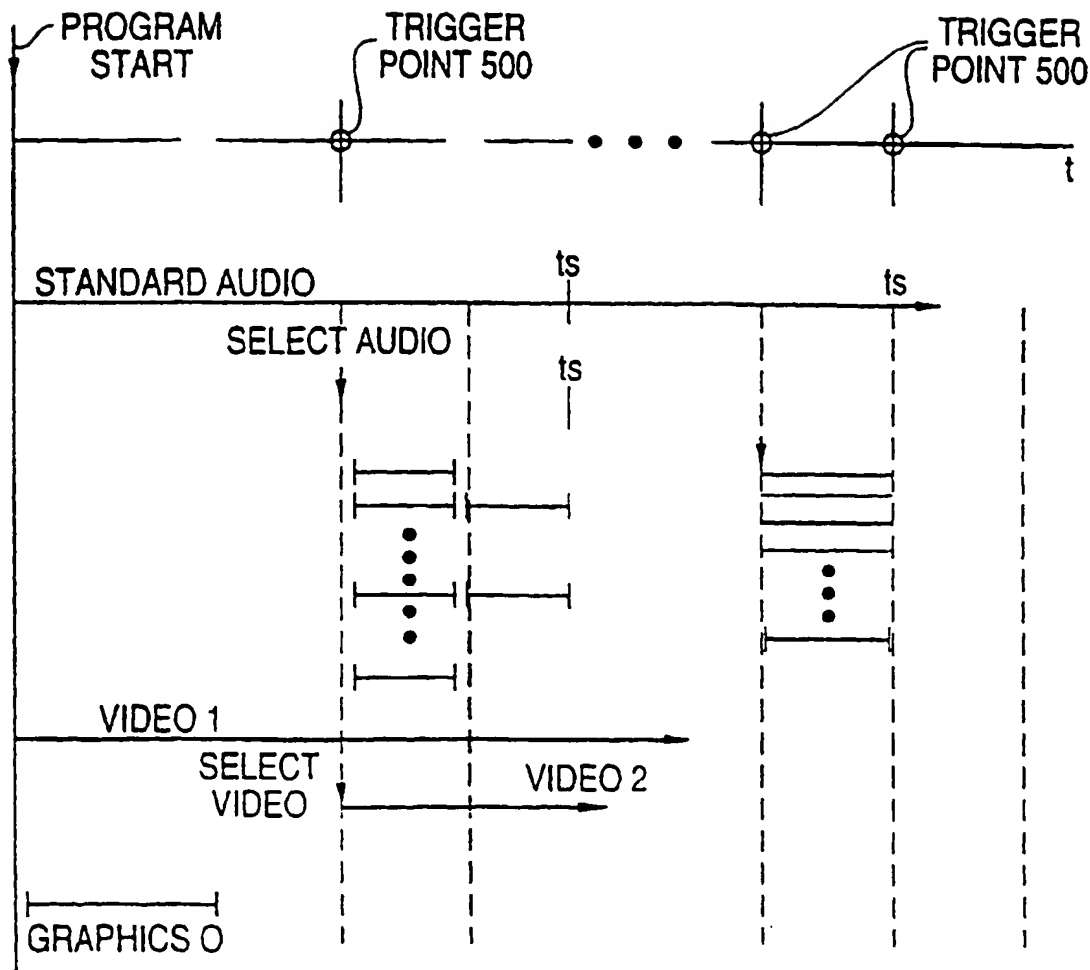 PROGRAM
START
TRIGGER
POINT 500
TRIGGER
POINT 500
t
STANDARD AUDIO
ts
ts
SELECT AUDIO
ts
VIDEO 1
SELECT
VIDEO
VIDEO 2
GRAPHICS O